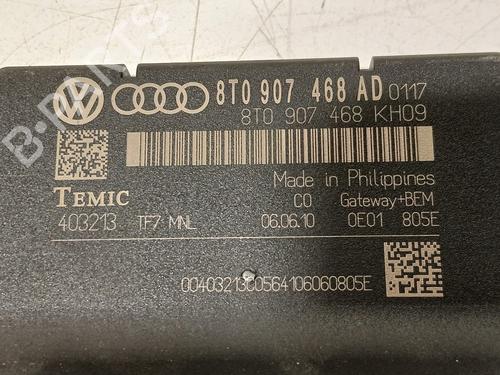 8T0 907 468 AD 0117
8T0 907 468 KH09
TEMIC
Made in Philippines
C0 Gateway+BEM
403213 TF7 MNL 06.06.10 0E01 805E
00403213C0564106060805E
B-PARTS